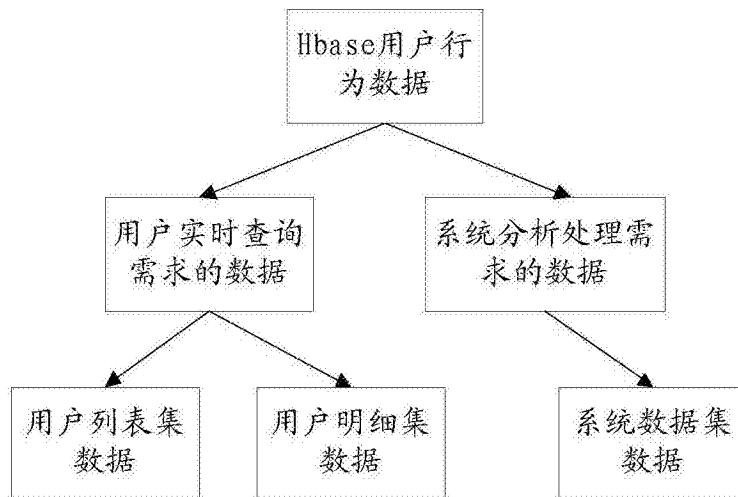 Hbase用户行
为数据
用户实时查询
需求的数据
系统分析处理需
求的数据
用户列表集
数据
用户明细集
数据
系统数据集
数据